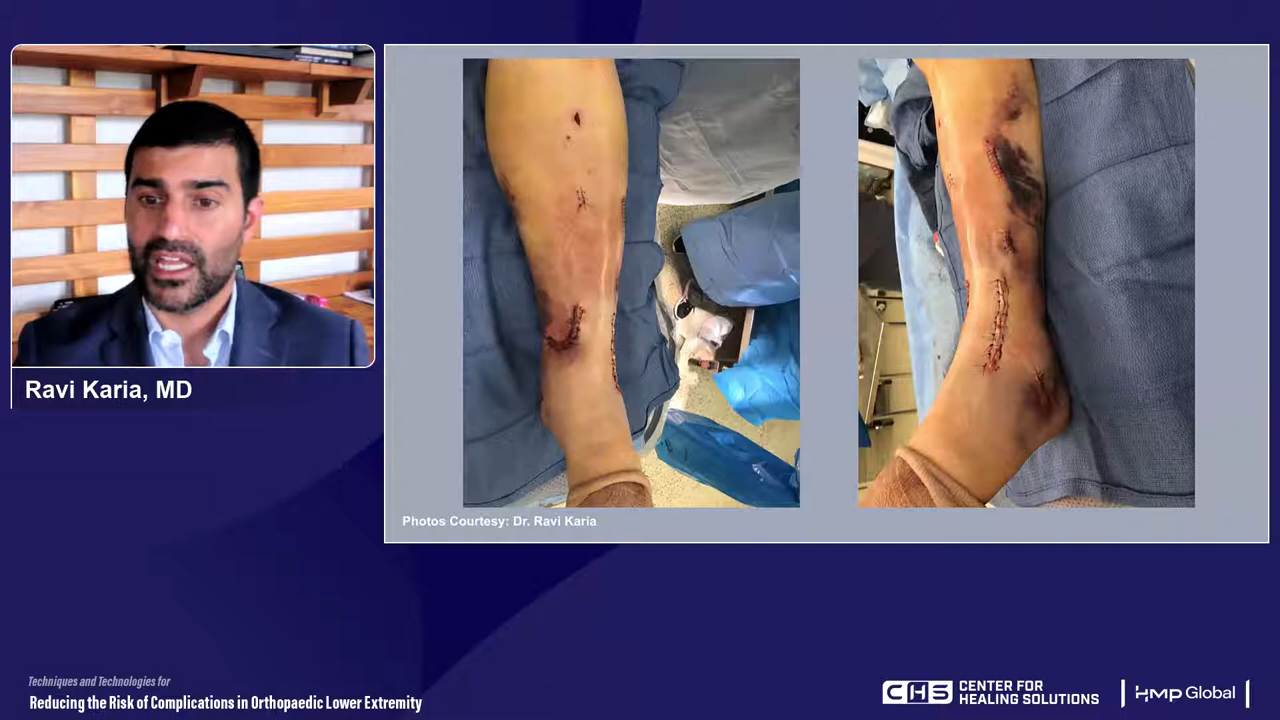 Ravi Karia, MD
Photos Courtesy: Dr. Ravi Karia
Techniques and Technologies for
Reducing the Risk of Complications in Orthopaedic Lower Extremity
CHS CENTER FOR
HEALING SOLUTIONS
HMP Global